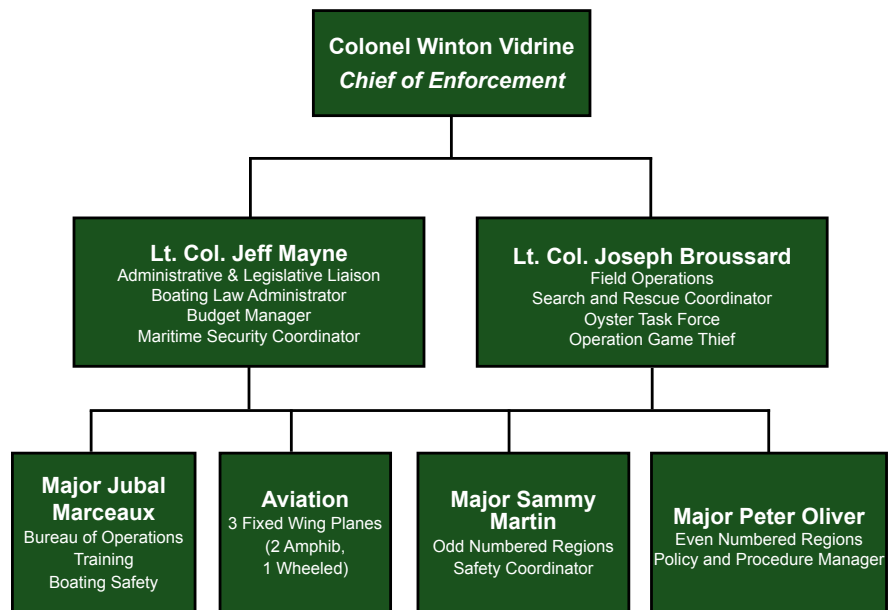 Colonel Winton Vidrine
Chief of Enforcement
Lt. Col. Jeff Mayne
Administrative & Legislative Liaison
Boating Law Administrator
Budget Manager
Maritime Security Coordinator
Lt. Col. Joseph Broussard
Field Operations
Search and Rescue Coordinator
Oyster Task Force
Operation Game Thief
Major Jubal
Marceaux
Bureau of Operations
Training
Boating Safety
Aviation
3 Fixed Wing Planes
(2 Amphib,
1 Wheeled)
Major Sammy
Martin
Odd Numbered Regions
Safety Coordinator
Major Peter Oliver
Even Numbered Regions
Policy and Procedure Manager